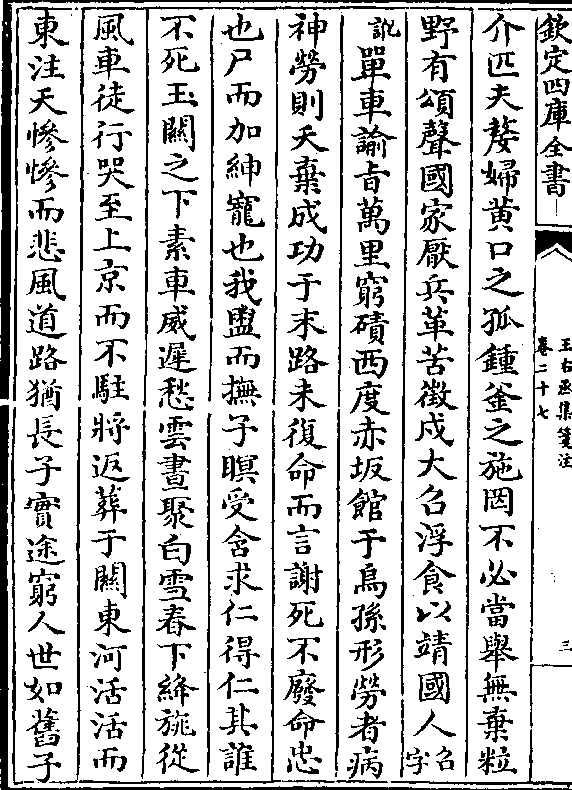 欽定四庫全書
王右丞集箋注
卷二十七
三
介匹夫嫠婦黄口之孤鍾釡之施罔不必當舉無棄粒
野有頌聲國家厭兵革苦徴戍大召浮食以靖國人召字
訛單車諭旨萬里窮磧西度赤坂館于烏孫形勞者病
神勞則夭棄成功于末路未復命而言謝死不廢命忠
也尸而加紳寵也我盥而撫子瞑受含求仁得仁其誰
不死玉關之下素車威遲愁雲晝聚白雪春下絳旐從
風車徒行哭至上京而不駐將返葬于關東河活活而
東注天慘慘而悲風道路猶長子實途窮人世如舊子